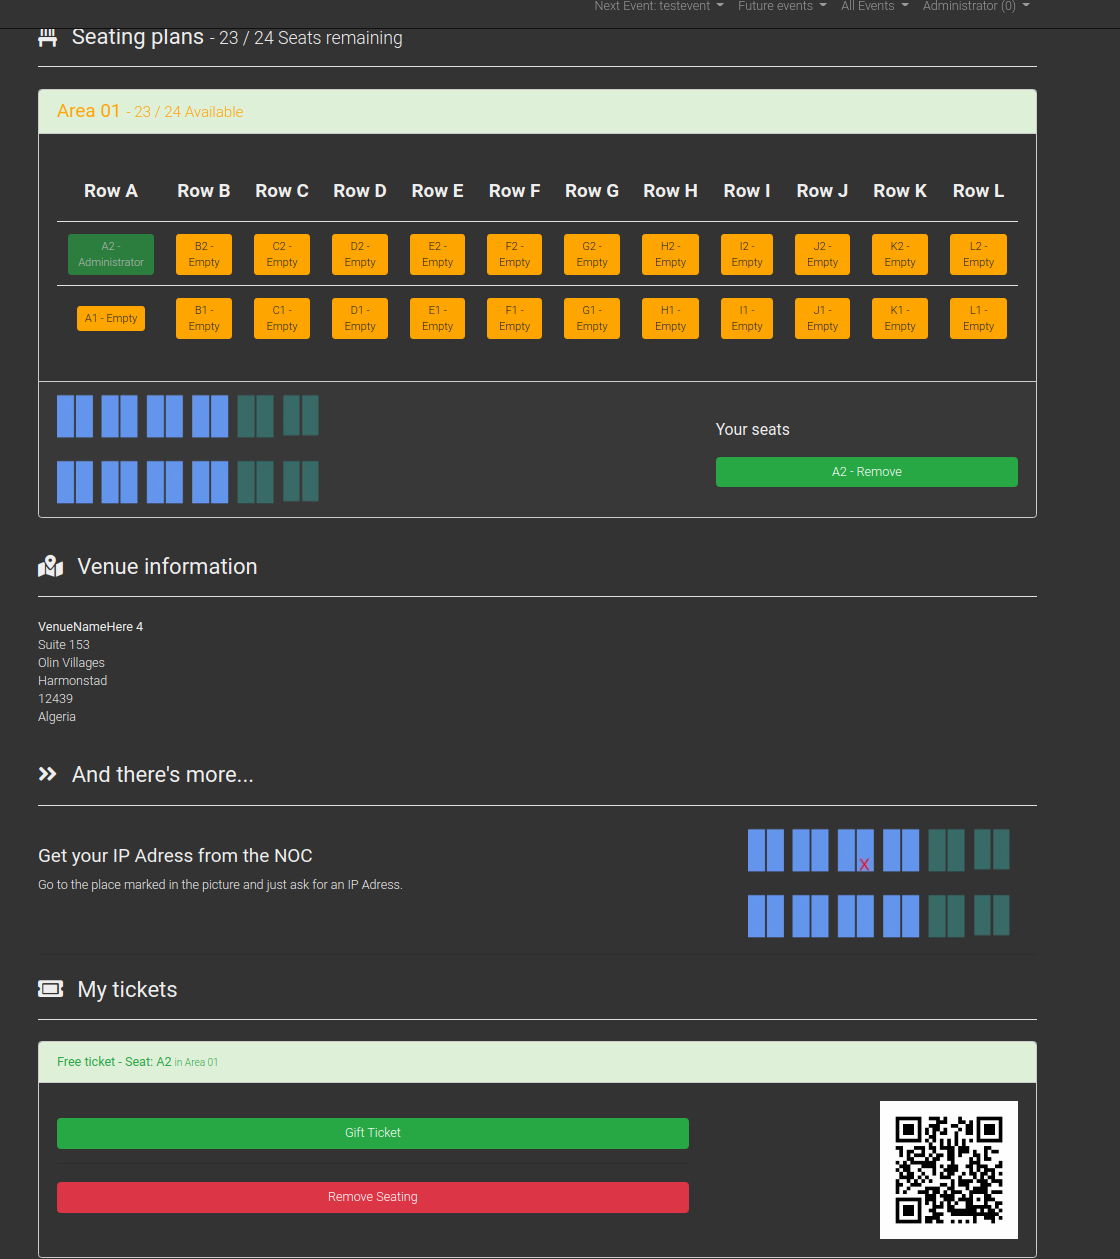 Next Event: testevent Future events All Events Administrator (0)
Seating plans - 23 / 24 Seats remaining
Area 01 - 23 / 24 Available
Row A Row B Row C Row D Row E Row F Row G Row H Row I Row J Row K Row L
A2 - B2 - C2 - D2 - E2 - F2 - G2 - H2 - I2 - J2 - K2 - L2 -
Administrator Empty Empty Empty Empty Empty Empty Empty Empty Empty Empty Empty
A1 - Empty B1 - C1 - D1 - E1 - F1 - G1 - H1 - I1 - J1 - K1 - L1 -
Empty Empty Empty Empty Empty Empty Empty Empty Empty Empty Empty
Your seats
A2 - Remove
Venue information
VenueNameHere 4
Suite 153
Olin Villages
Harmonstad
12439
Algeria
And there's more...
Get your IP Adress from the NOC
Go to the place marked in the picture and just ask for an IP Adress.
X
My tickets
Free ticket - Seat: A2 in Area 01
Gift Ticket
Remove Seating